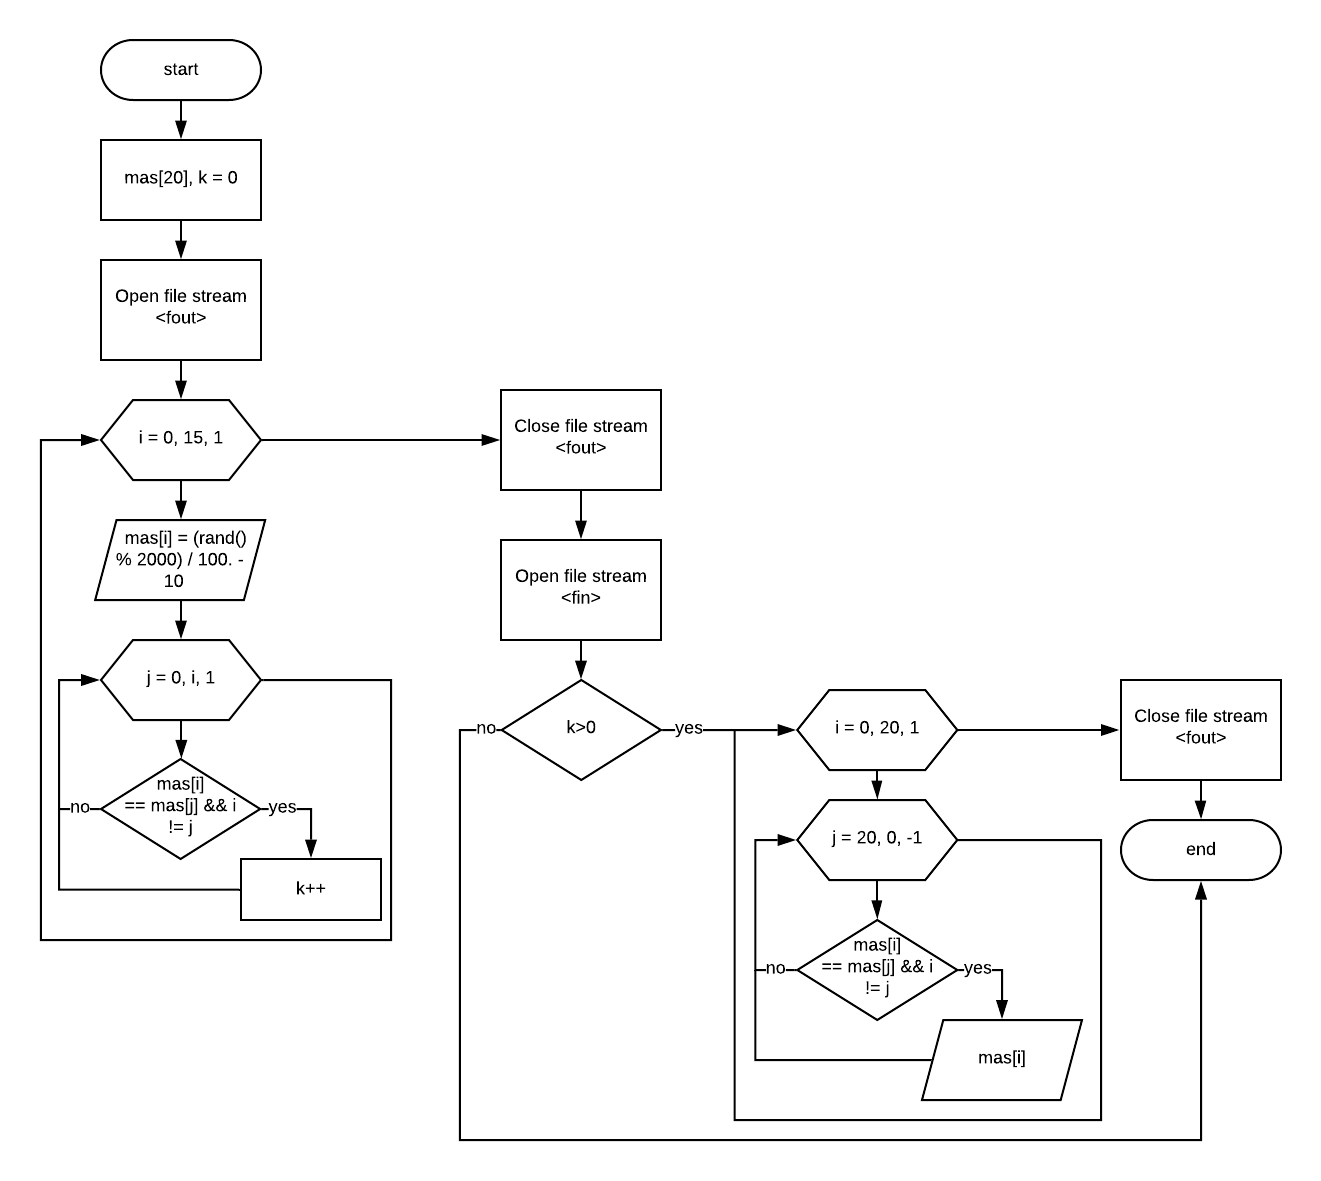 start
mas[20], k = 0
Open file stream
<fout>
i = 0, 15, 1
mas[i] = (rand()
% 2000) / 100. -
10
j = 0, i, 1
mas[i]
== mas[j] && i
!= j
no
yes
k++
Close file stream
<fout>
Open file stream
<fin>
k>0
no
yes
i = 0, 20, 1
j = 20, 0, -1
mas[i]
== mas[j] && i
!= j
no
yes
mas[i]
Close file stream
<fout>
end